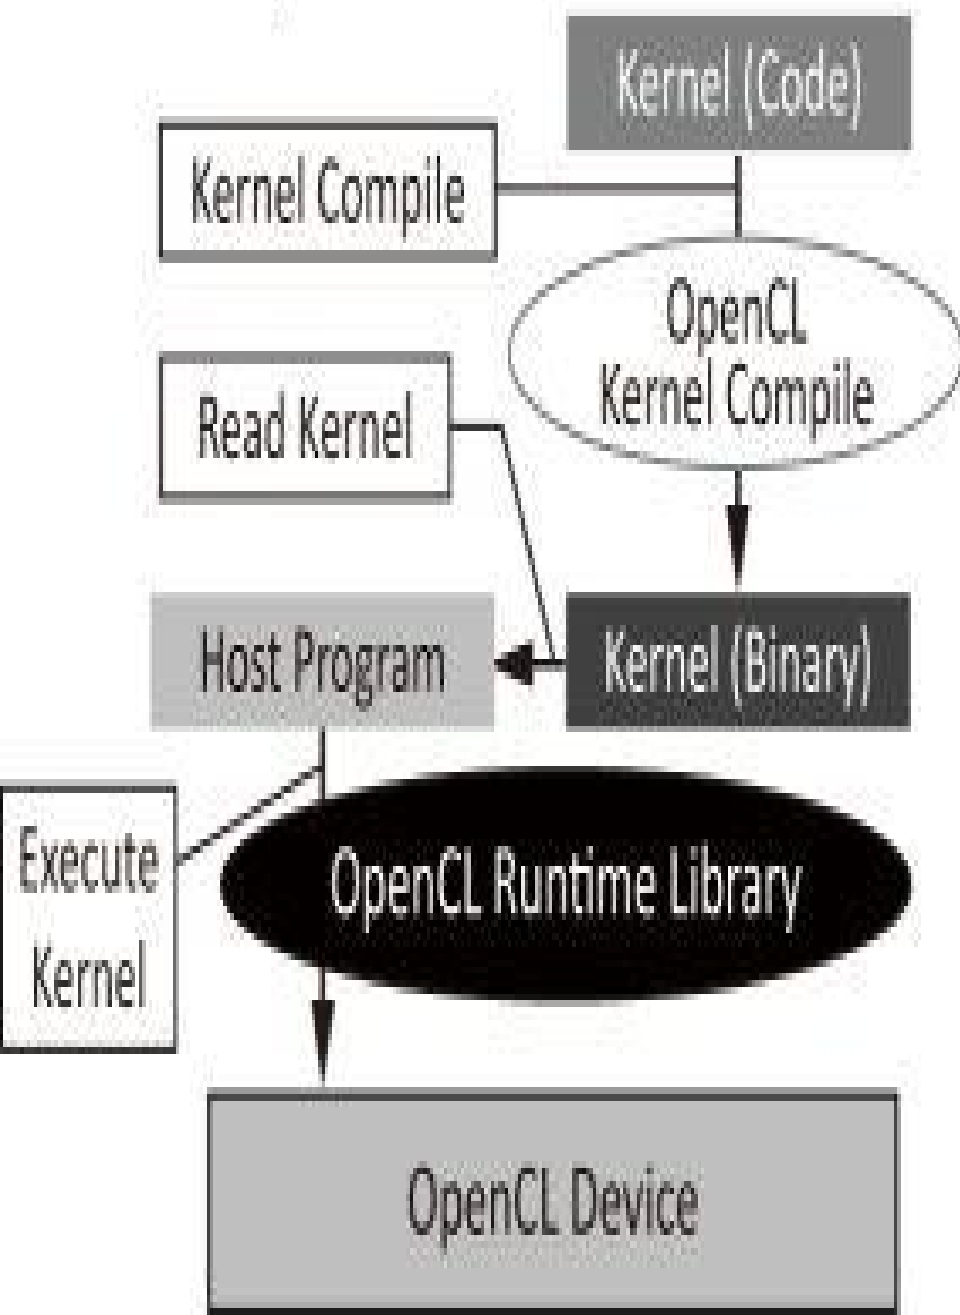 Kernel (Code)
Kernel Compile
OpenCL
Kernel Compile
Read Kernel
Host Program
Kernel (Binary)
Execute
Kernel
OpenCL Runtime Library
OpenCL Device